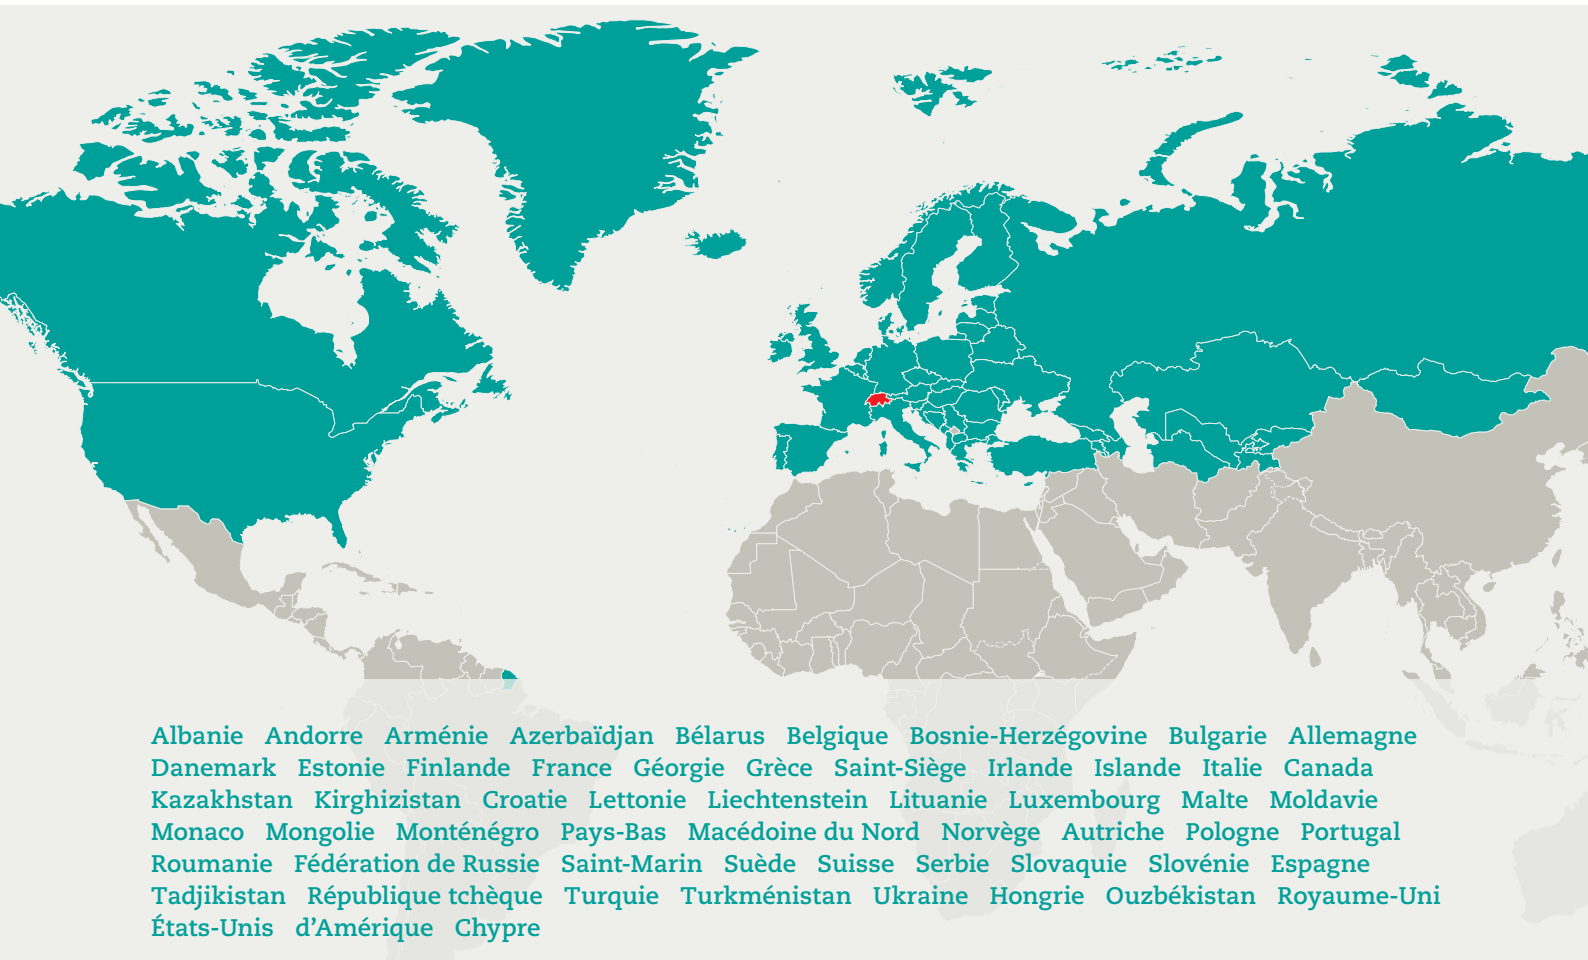 Albanie Andorre Arménie Azerbaïdjan Bélarus Belgique Bosnie-Herzégovine Bulgarie Allemagne
Danemark Estonie Finlande France Géorgie Grèce Saint-Siège Irlande Islande Italie Canada
Kazakhstan Kirghizistan Croatie Lettonie Liechtenstein Lituanie Luxembourg Malte Moldavie
Monaco Mongolie Monténégro Pays-Bas Macédoine du Nord Norvège Autriche Pologne Portugal
Roumanie Fédération de Russie Saint-Marin Suède Suisse Serbie Slovaquie Slovénie Espagne
Tadjikistan République tchèque Turquie Turkménistan Ukraine Hongrie Ouzbékistan Royaume-Uni
États-Unis d’Amérique Chypre